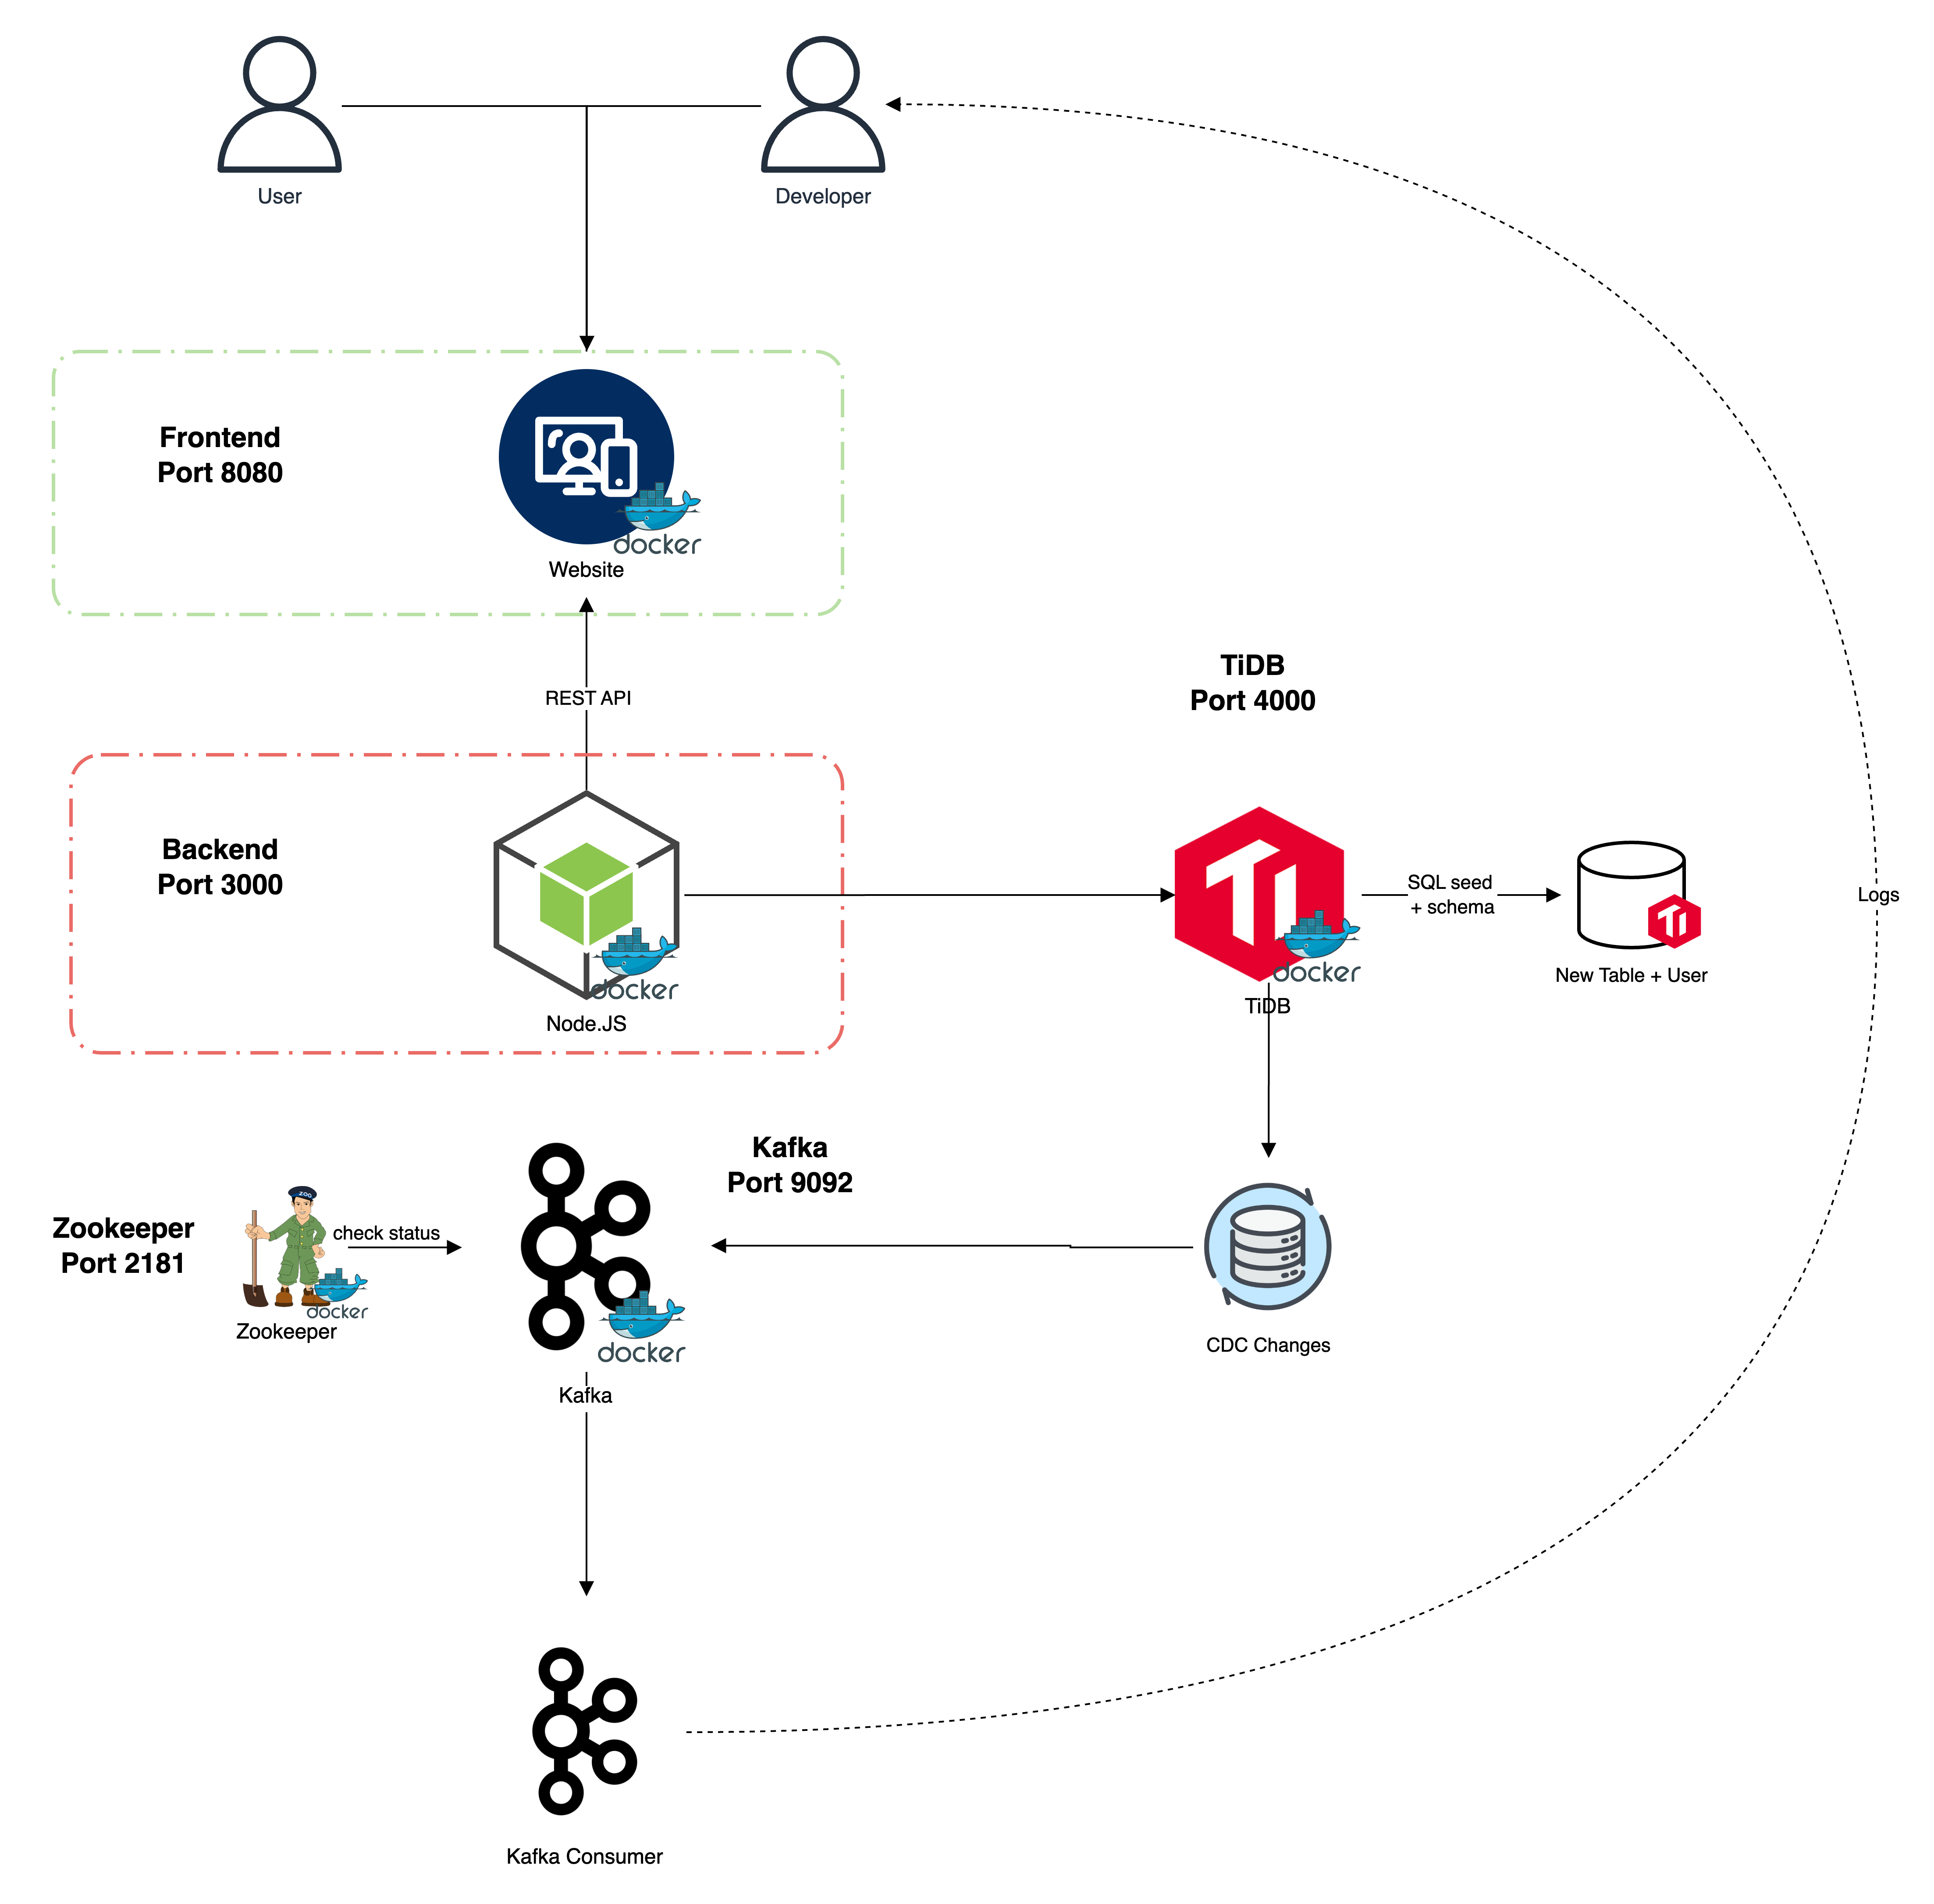 User
Developer
Frontend
Port 8080
docker
Website
REST API
TiDB
Port 4000
Backend
Port 3000
docker
Node.JS
docker
TiDB
SQL seed
+ schema
New Table + User
Logs
Kafka
Port 9092
Zookeeper
Port 2181
ZOO
check status
docker
Zookeeper
docker
Kafka
CDC Changes
Kafka Consumer